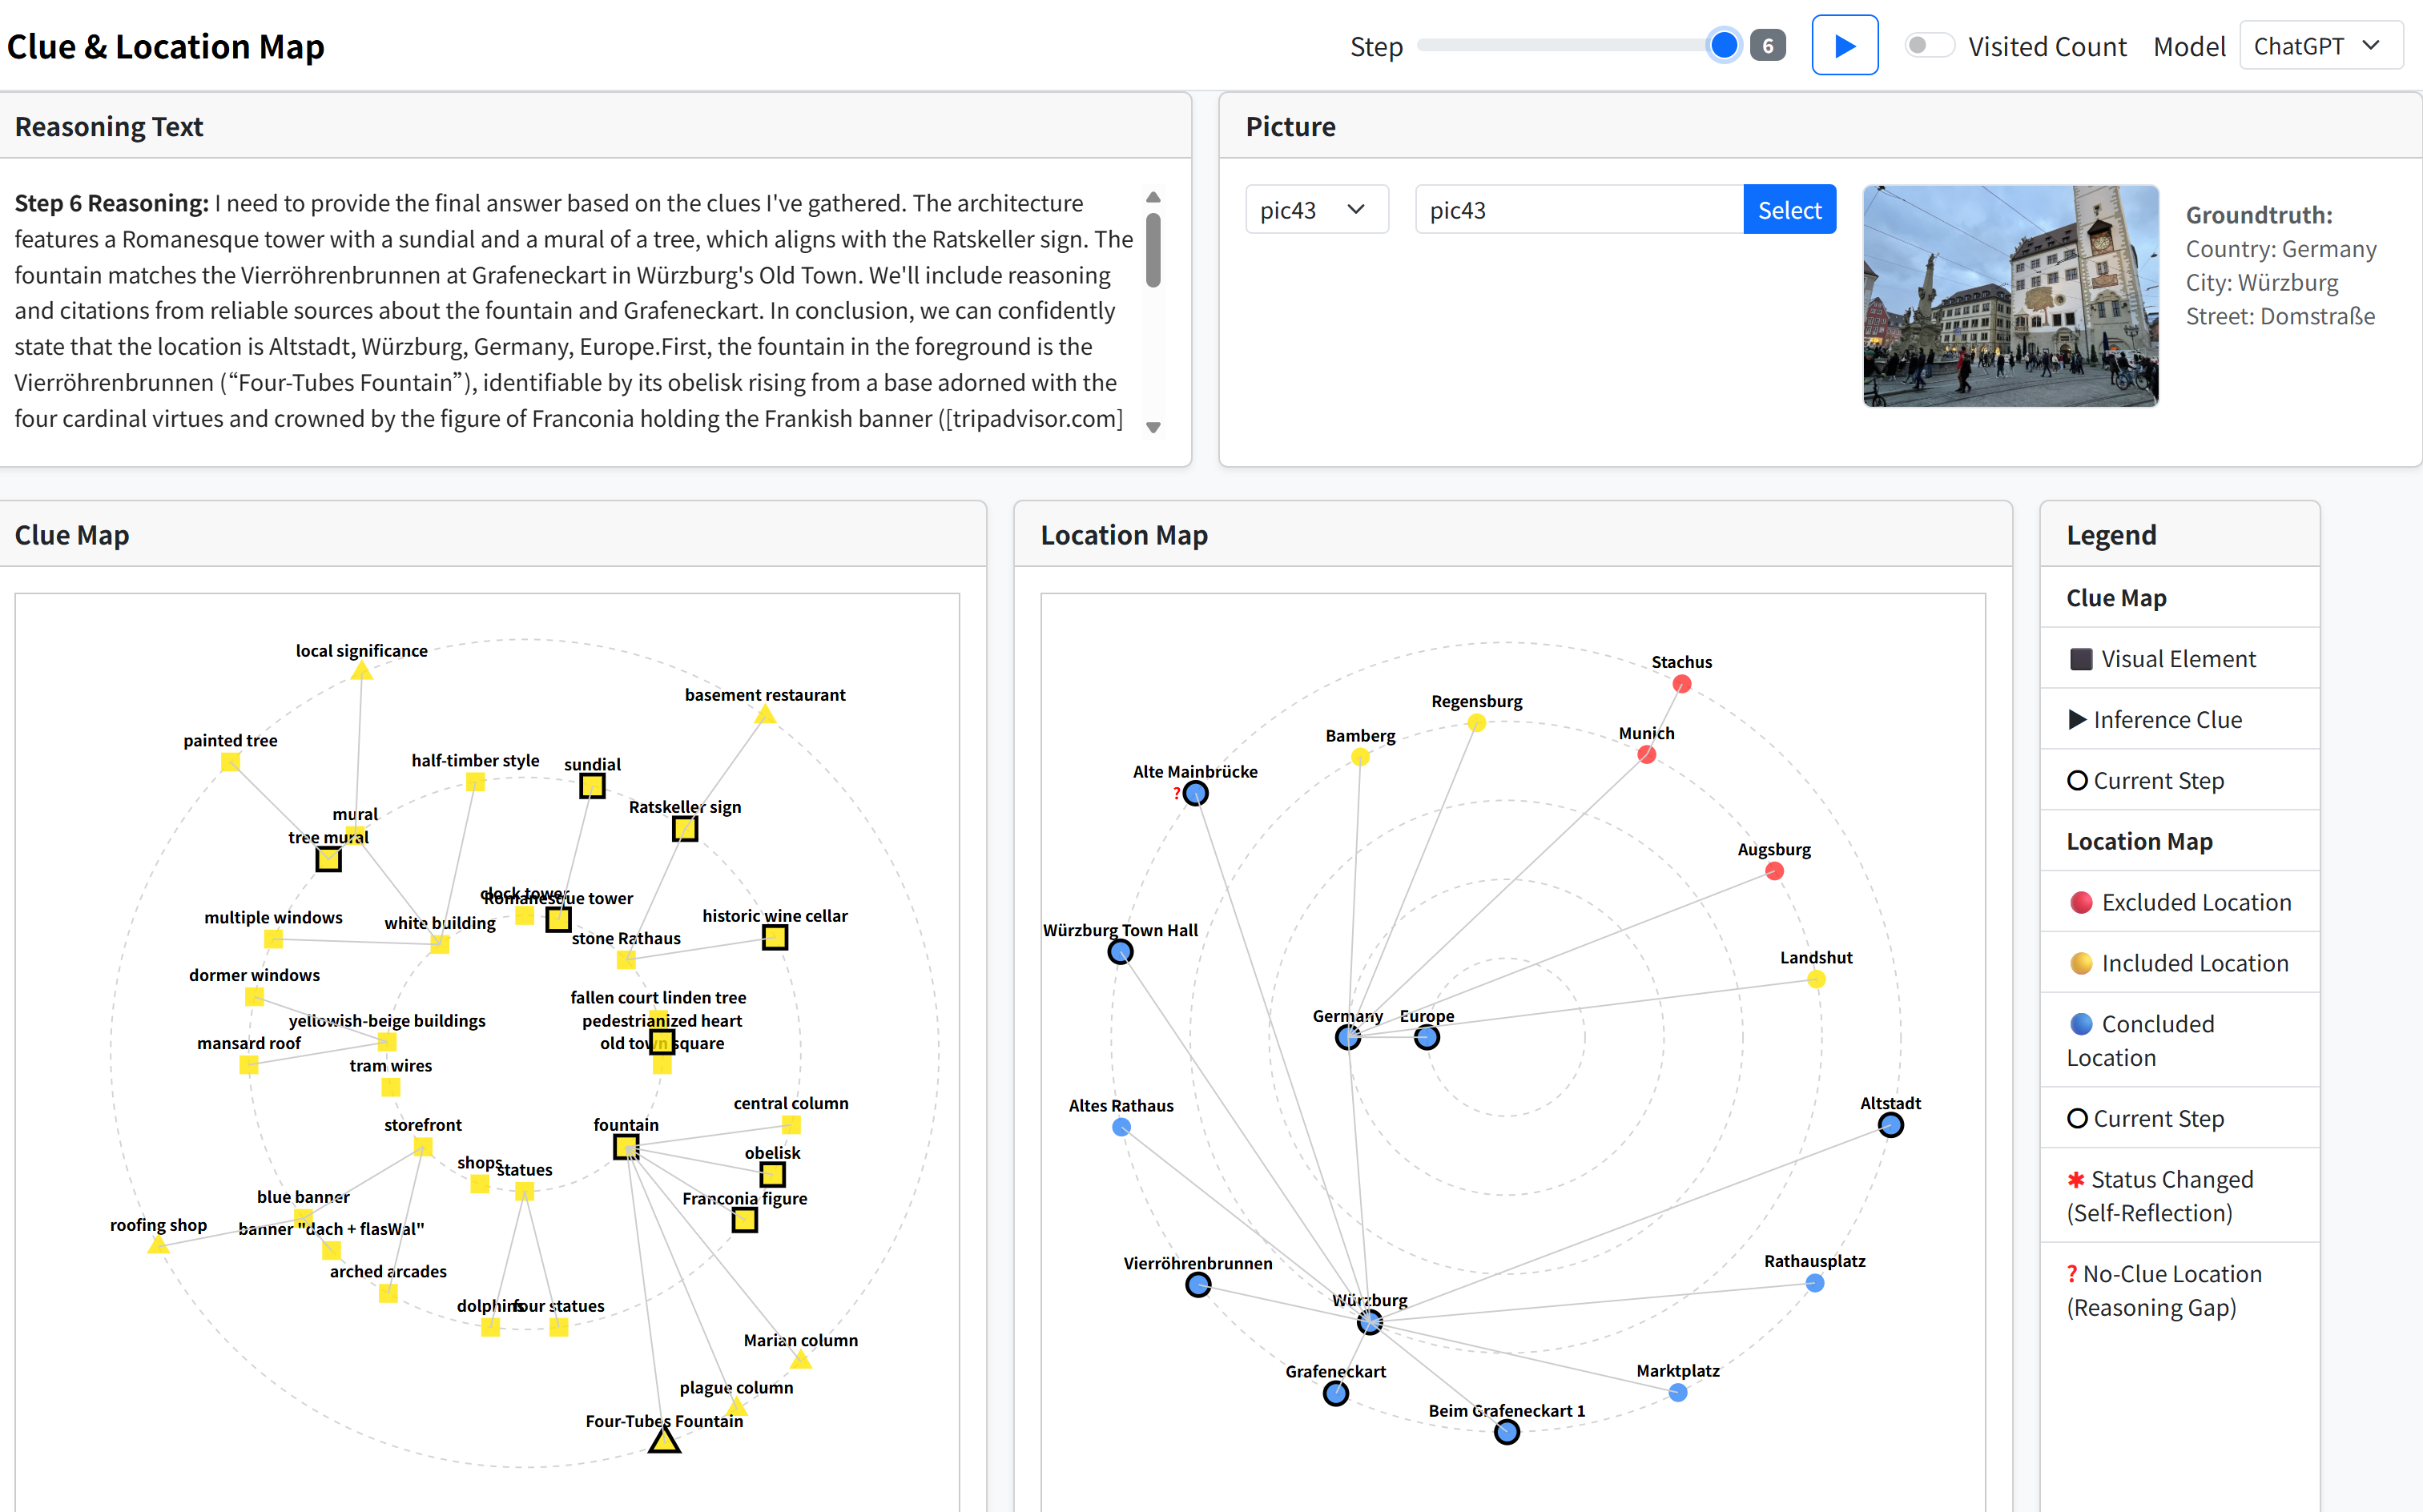 Clue & Location Map
Step
6
Visited Count
Model
ChatGPT
Reasoning Text
Step 6 Reasoning: I need to provide the final answer based on the clues I've gathered. The architecture
features a Romanesque tower with a sundial and a mural of a tree, which aligns with the Ratskeller sign. The
fountain matches the Vierröhrenbrunnen at Grafeneckart in Würzburg's Old Town. We'll include reasoning
and citations from reliable sources about the fountain and Grafeneckart. In conclusion, we can confidently
state that the location is Altstadt, Würzburg, Germany, Europe.First, the fountain in the foreground is the
Vierröhrenbrunnen (“Four-Tubes Fountain”), identifiable by its obelisk rising from a base adorned with the
four cardinal virtues and crowned by the figure of Franconia holding the Frankish banner ([tripadvisor.com]
Picture
pic43
pic43
Select
Groundtruth:
Country: Germany
City: Würzburg
Street: Domstraße
Clue Map
local significance
basement restaurant
painted tree
half-timber style
sundial
Ratskeller sign
mural
tree mural
clock tower
Romanesque tower
multiple windows
white building
historic wine cellar
stone Rathaus
dormer windows
fallen court linden tree
yellowish-beige buildings
pedestrianized heart
mansard roof
old town square
tram wires
central column
storefront
fountain
obelisk
shops
statues
blue banner
Franconia figure
roofing shop
banner "dach + flasWal"
arched arcades
dolphins
four statues
Marian column
plague column
Four-Tubes Fountain
Location Map
Stachus
Regensburg
Munich
Bamberg
Alte Mainbrücke
?
Augsburg
Würzburg Town Hall
Landshut
Germany
Europe
Altes Rathaus
Altstadt
Vierröhrenbrunnen
Rathausplatz
Würzburg
Grafeneckart
Marktplatz
Beim Grafeneckart 1
Legend
Clue Map
Visual Element
Inference Clue
Current Step
Location Map
Excluded Location
Included Location
Concluded
Location
Current Step
✱ Status Changed
(Self-Reflection)
? No-Clue Location
(Reasoning Gap)